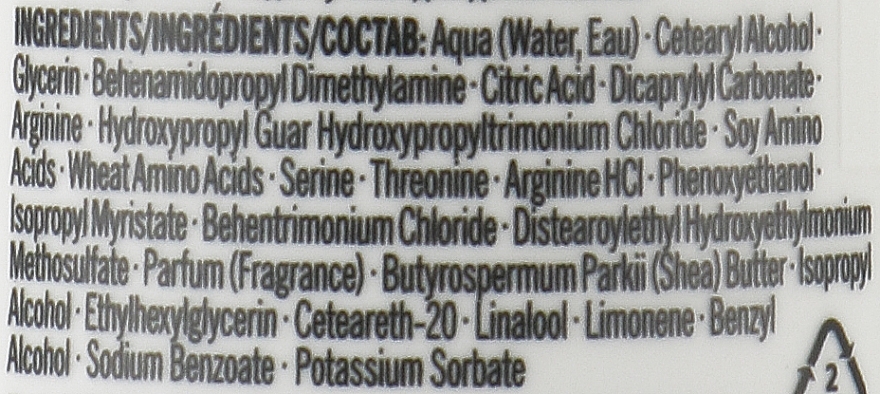 INGREDIENTS/INGRÉDIENTS/СОСТАВ: Aqua (Water, Eau) · Cetearyl Alcohol ·
Glycerin · Behenamidopropyl Dimethylamine · Citric Acid · Dicaprylyl Carbonate ·
Arginine · Hydroxypropyl Guar Hydroxypropyltrimonium Chloride · Soy Amino
Acids · Wheat Amino Acids · Serine · Threonine · Arginine HCl · Phenoxyethanol ·
Isopropyl Myristate · Behentrimonium Chloride · Distearoylethyl Hydroxyethylmonium
Methosulfate · Parfum (Fragrance) · Butyrospermum Parkii (Shea) Butter · Isopropyl
Alcohol · Ethylhexylglycerin · Ceteareth-20 · Linalool · Limonene · Benzyl
Alcohol · Sodium Benzoate · Potassium Sorbate
2